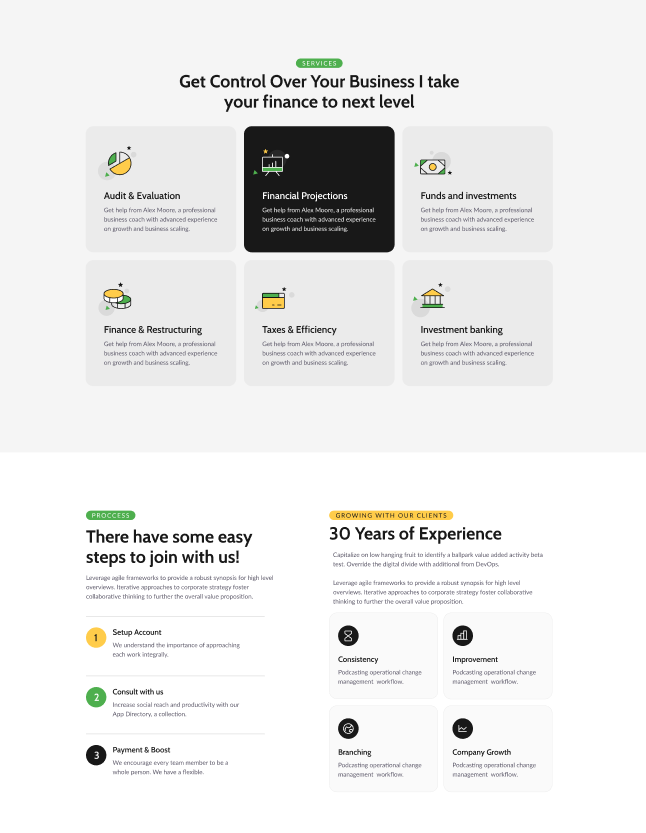 SERVICES
Get Control Over Your Business I take
your finance to next level
Audit & Evaluation
Get help from Alex Moore, a professional
business coach with advanced experience
on growth and business scaling.
Financial Projections
Get help from Alex Moore, a professional
business coach with advanced experience
on growth and business scaling.
Funds and investments
Get help from Alex Moore, a professional
business coach with advanced experience
on growth and business scaling.
Finance & Restructuring
Get help from Alex Moore, a professional
business coach with advanced experience
on growth and business scaling.
Taxes & Efficiency
Get help from Alex Moore, a professional
business coach with advanced experience
on growth and business scaling.
Investment banking
Get help from Alex Moore, a professional
business coach with advanced experience
on growth and business scaling.
PROCCESS
There have some easy
steps to join with us!
Leverage agile frameworks to provide a robust synopsis for high level
overviews. Iterative approaches to corporate strategy foster
collaborative thinking to further the overall value proposition.
1
Setup Account
We understand the importance of approaching
each work integrally.
2
Consult with us
Increase social reach and productivity with our
App Directory, a collection.
3
Payment & Boost
We encourage every team member to be a
whole person. We have a flexible.
GROWING WITH OUR CLIENTS
30 Years of Experience
Capitalize on low hanging fruit to identify a ballpark value added activity beta
test. Override the digital divide with additional from DevOps.
Leverage agile frameworks to provide a robust synopsis for high level
overviews. Iterative approaches to corporate strategy foster collaborative
thinking to further the overall value proposition.
Consistency
Podcasting operational change
management workflow.
Improvement
Podcasting operational change
management workflow.
Branching
Podcasting operational change
management workflow.
Company Growth
Podcasting operational change
management workflow.